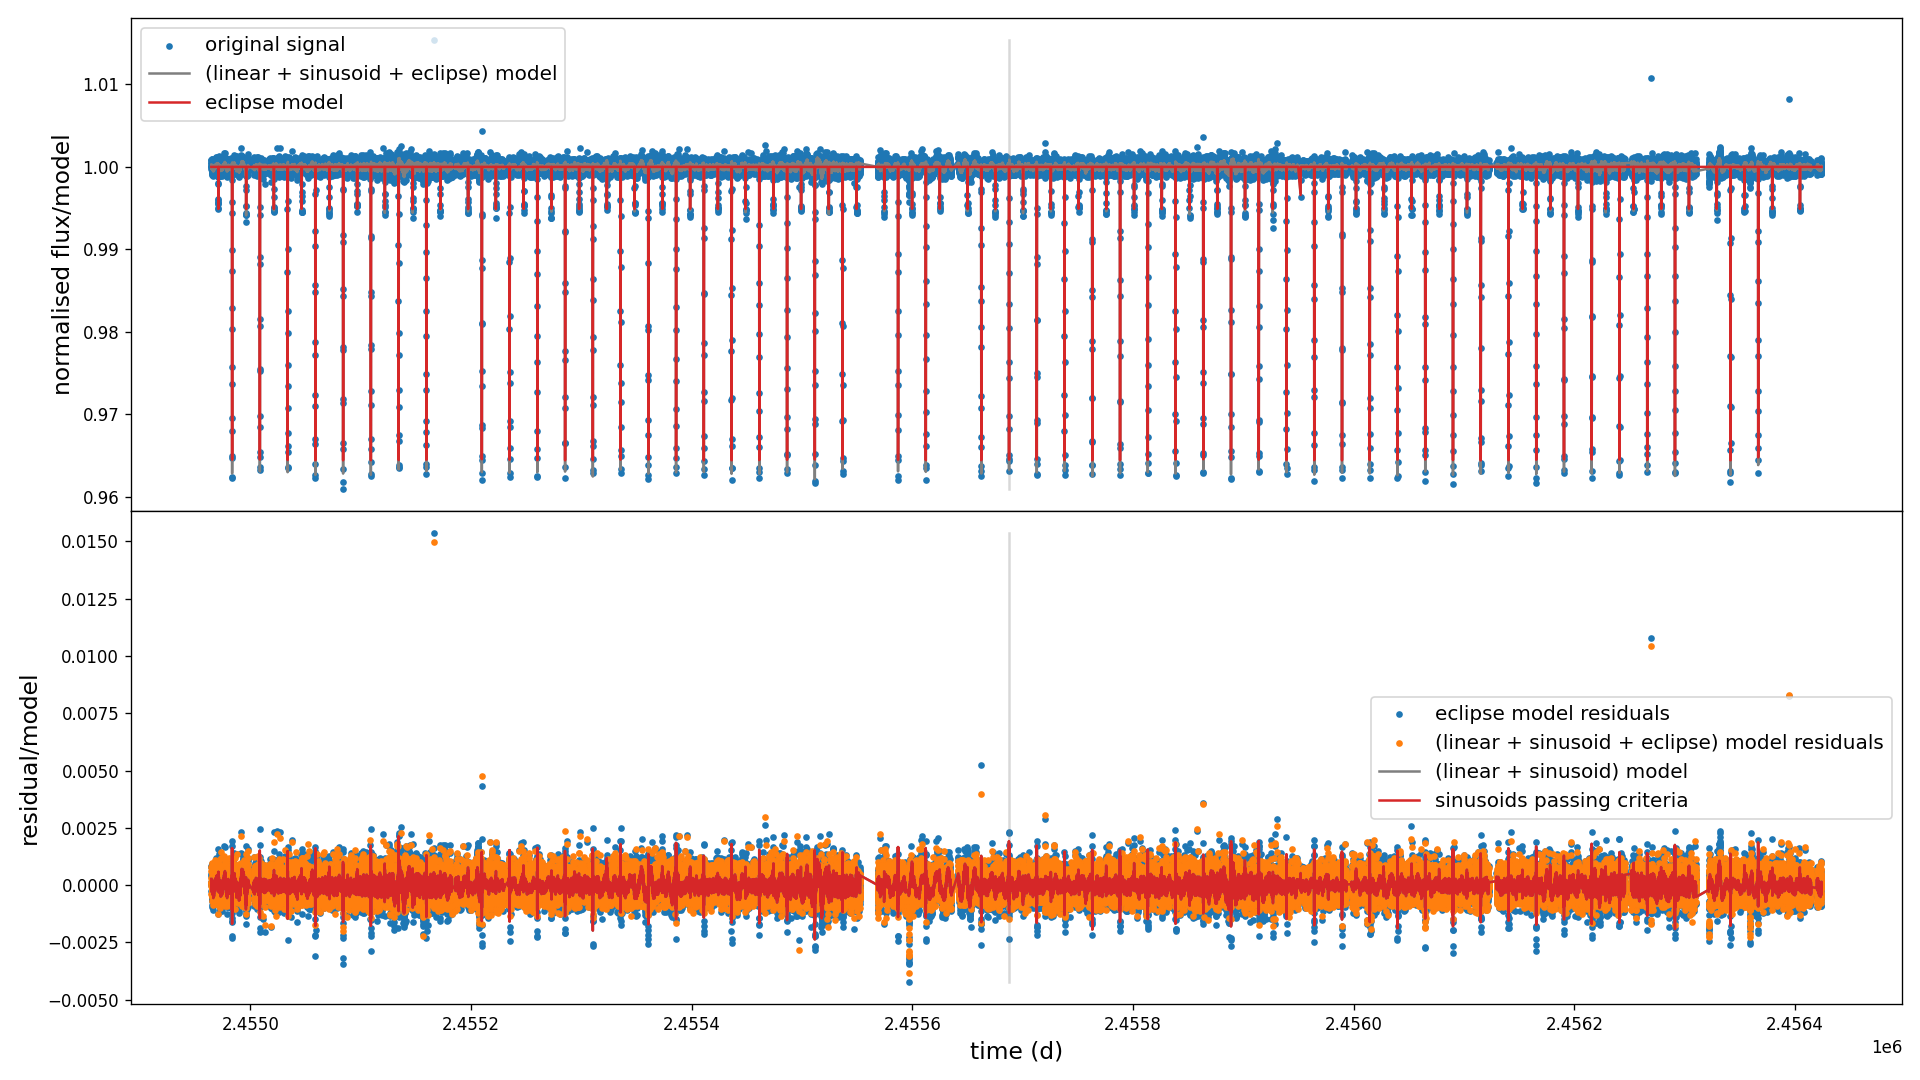 original signal
(linear + sinusoid + eclipse) model
eclipse model
normalised flux/model
1.01
1.00
0.99
0.98
0.97
0.96
residual/model
0.0150
0.0125
0.0100
0.0075
0.0050
0.0025
0.0000
−0.0025
−0.0050
eclipse model residuals
(linear + sinusoid + eclipse) model residuals
(linear + sinusoid) model
sinusoids passing criteria
2.4550
2.4552
2.4554
2.4556
2.4558
2.4560
2.4562
2.4564
1e6
time (d)